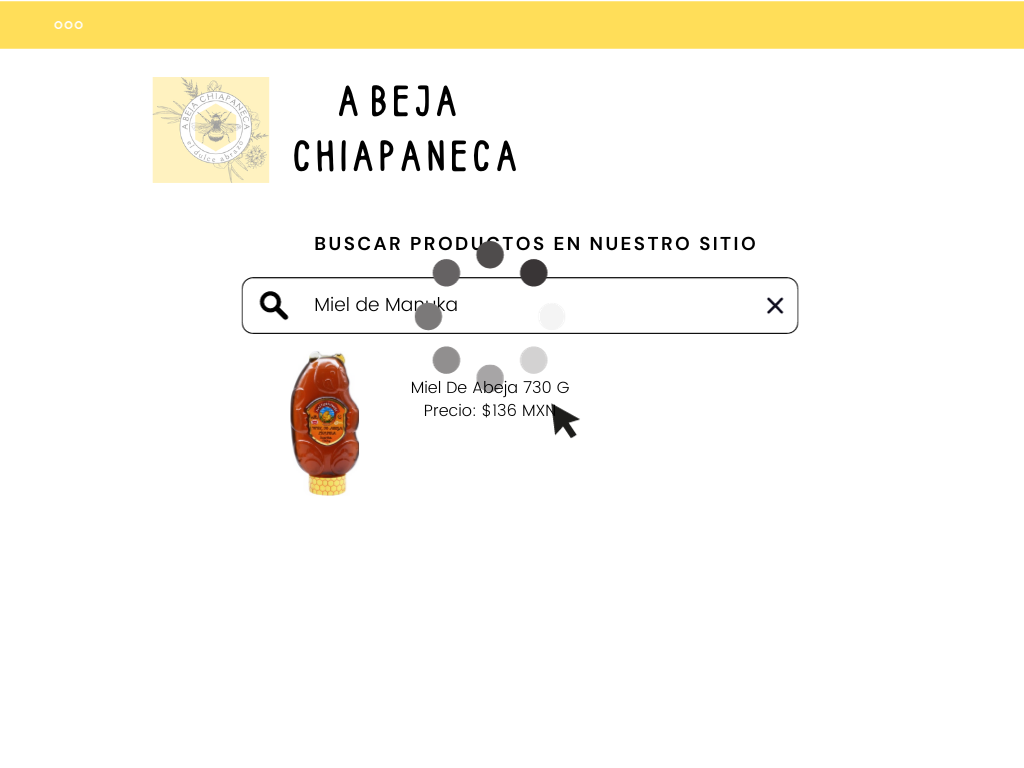 ABEJA CHIAPANECA
el dulce abrazo
ABEJA
CHIAPANECA
BUSCAR PRODUCTOS EN NUESTRO SITIO
Miel de Manuka
Miel De Abeja 730 G
Precio: $136 MXN